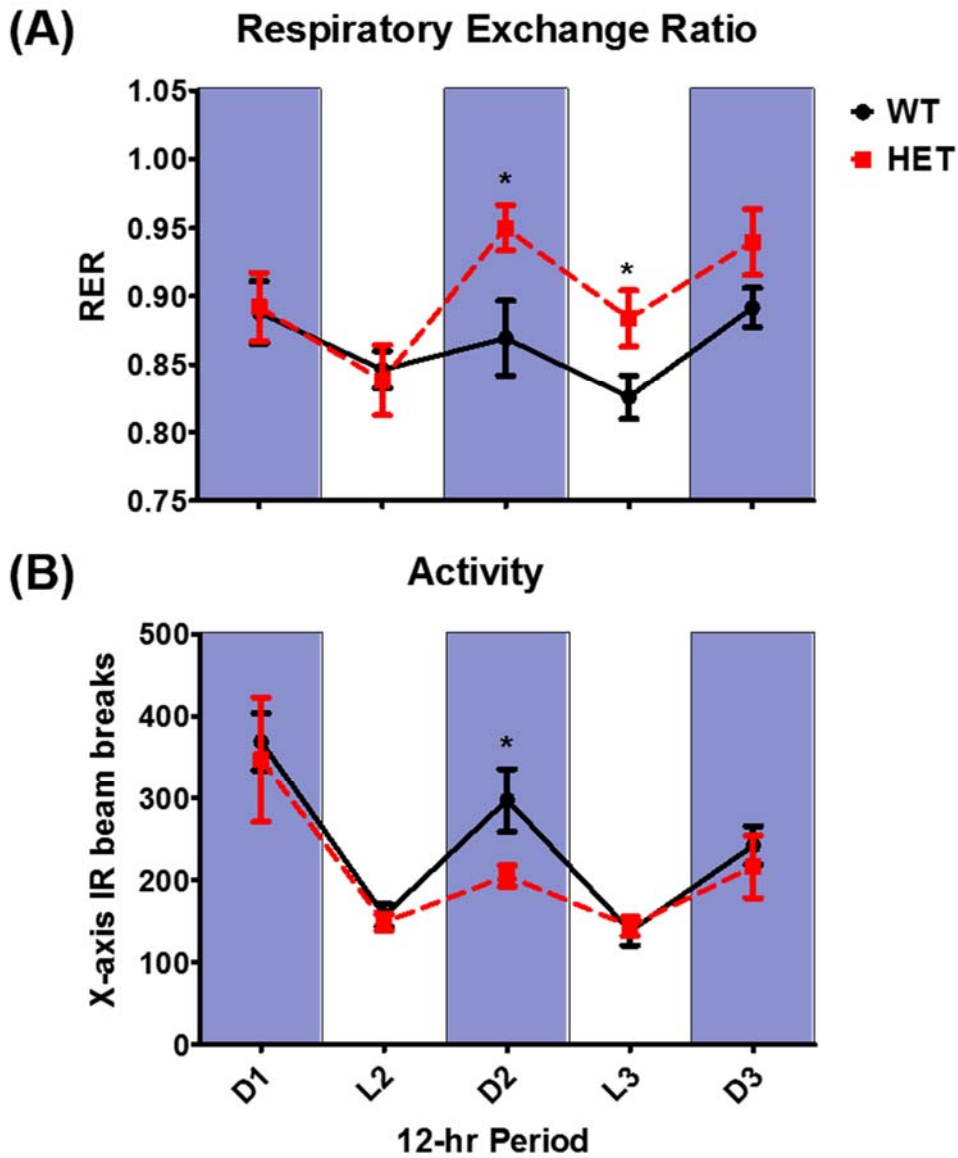 (A) Respiratory Exchange Ratio
1.05
1.00
0.95
0.90
0.85
0.80
0.75
RER
*
*
WT
HET
(B) Activity
500
400
300
200
100
0
X-axis IR beam breaks
*
D1 L2 D2 L3 D3
12-hr Period